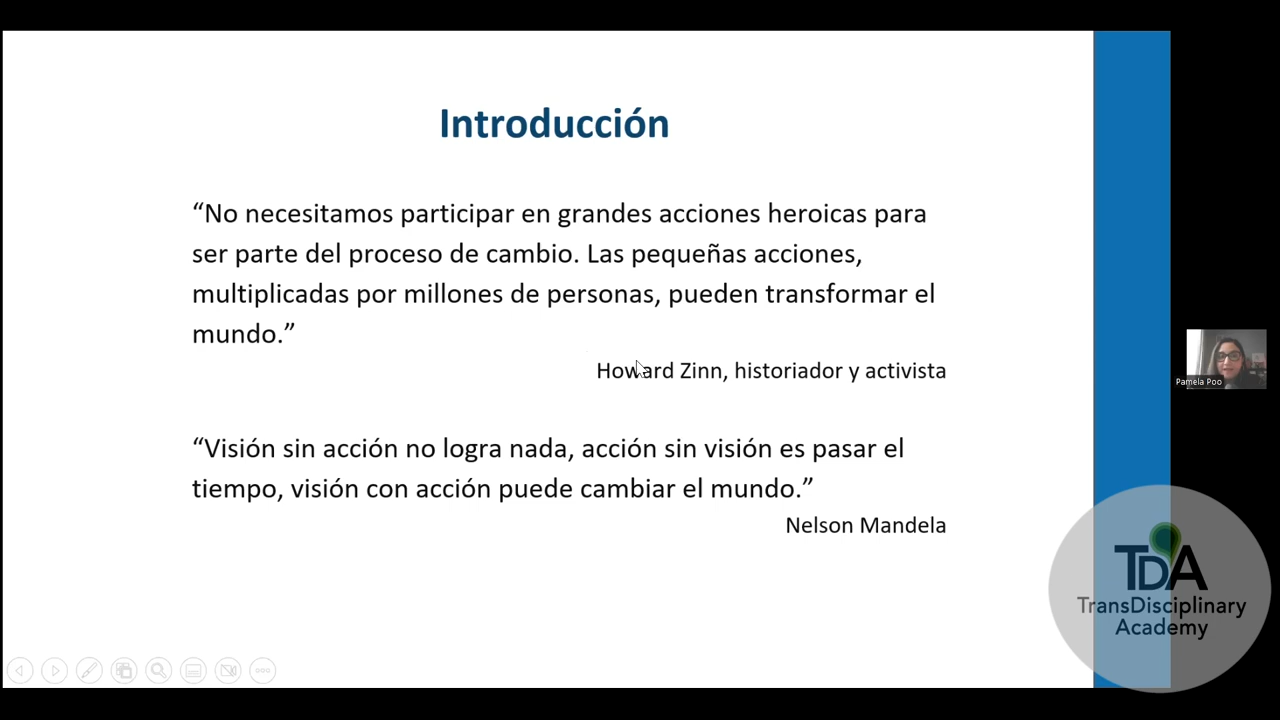 Introducción
“No necesitamos participar en grandes acciones heroicas para
ser parte del proceso de cambio. Las pequeñas acciones,
multiplicadas por millones de personas, pueden transformar el
mundo.”
Howard Zinn, historiador y activista
“Visión sin acción no logra nada, acción sin visión es pasar el
tiempo, visión con acción puede cambiar el mundo.”
Nelson Mandela
Pamela Poo
TDA
TransDisciplinary
Academy